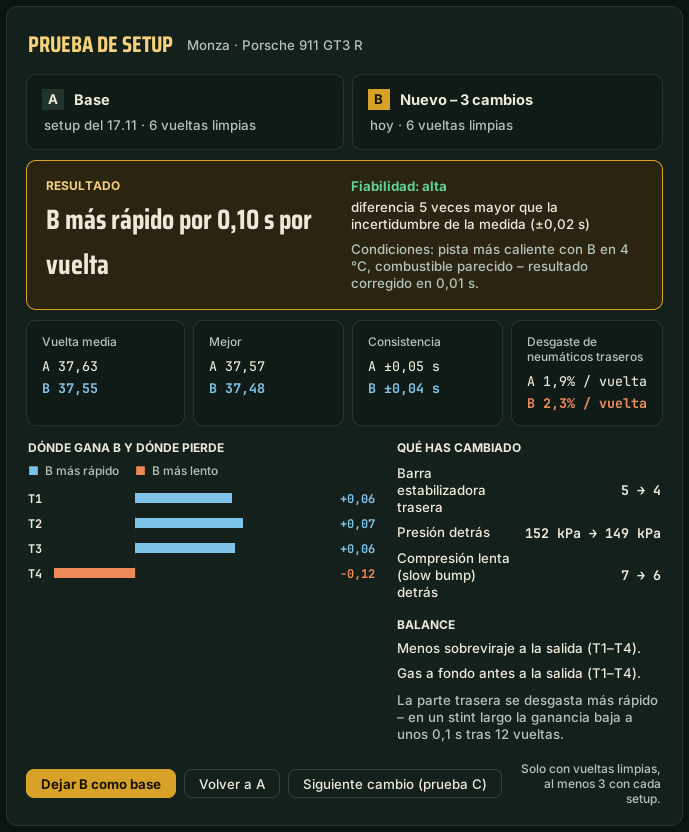 PRUEBA DE SETUP Monza · Porsche 911 GT3 R
A Base
setup del 17.11 · 6 vueltas limpias
B Nuevo – 3 cambios
hoy · 6 vueltas limpias
RESULTADO
B más rápido por 0,10 s por
vuelta
Fiabilidad: alta
diferencia 5 veces mayor que la
incertidumbre de la medida (±0,02 s)
Condiciones: pista más caliente con B en 4
°C, combustible parecido – resultado
corregido en 0,01 s.
Vuelta media
A 37,63
B 37,55
Mejor
A 37,57
B 37,48
Consistencia
A ±0,05 s
B ±0,04 s
Desgaste de
neumáticos traseros
A 1,9% / vuelta
B 2,3% / vuelta
DÓNDE GANA B Y DÓNDE PIERDE
B más rápido B más lento
T1 +0,06
T2 +0,07
T3 +0,06
T4 -0,12
QUÉ HAS CAMBIADO
Barra
estabilizadora
trasera
5 → 4
Presión detrás 152 kPa → 149 kPa
Compresión lenta
(slow bump)
detrás
7 → 6
BALANCE
Menos sobreviraje a la salida (T1–T4).
Gas a fondo antes a la salida (T1–T4).
La parte trasera se desgasta más rápido
– en un stint largo la ganancia baja a
unos 0,1 s tras 12 vueltas.
Dejar B como base
Volver a A
Siguiente cambio (prueba C)
Solo con vueltas limpias,
al menos 3 con cada
setup.